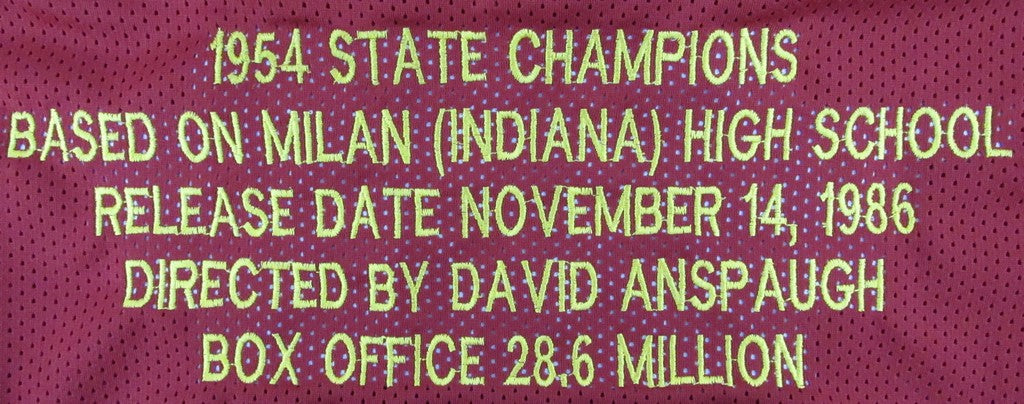 1954 STATE CHAMPIONS
BASED ON MILAN (INDIANA) HIGH SCHOOL
RELEASE DATE NOVEMBER 14, 1986
DIRECTED BY DAVID ANSPAUGH
BOX OFFICE 28.6 MILLION